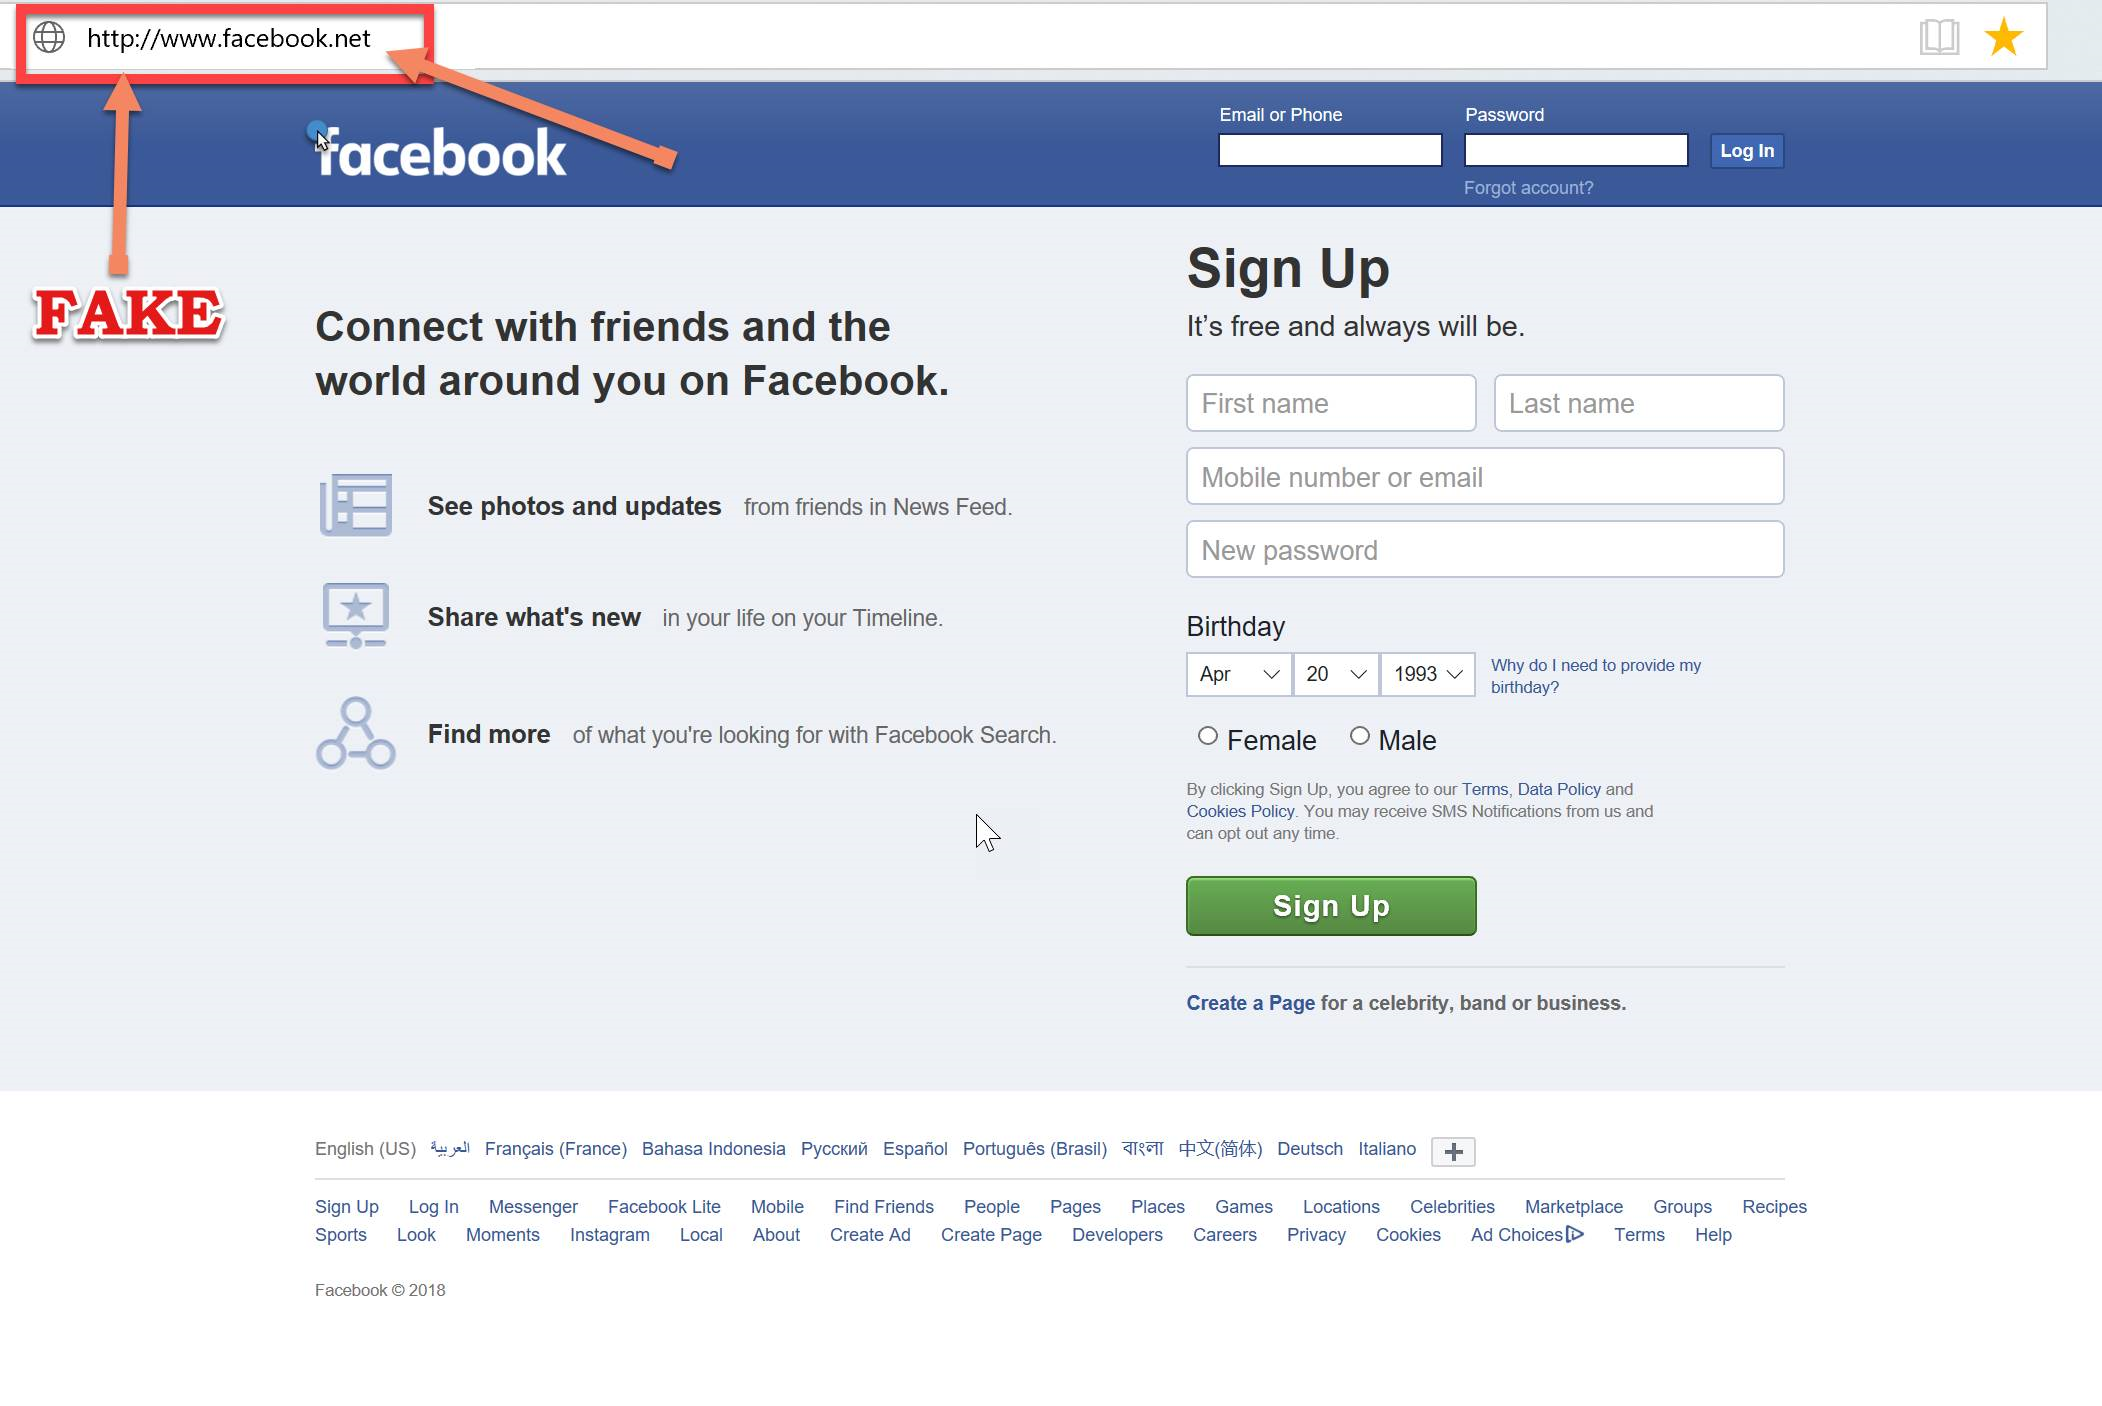 http://www.facebook.net
facebook
Email or Phone
Password
Log In
Forgot account?
FAKE
Connect with friends and the
world around you on Facebook.
See photos and updates from friends in News Feed.
Share what's new in your life on your Timeline.
Find more of what you're looking for with Facebook Search.
Sign Up
It’s free and always will be.
First name
Last name
Mobile number or email
New password
Birthday
Apr 20 1993
Why do I need to provide my
birthday?
Female Male
By clicking Sign Up, you agree to our Terms, Data Policy and
Cookies Policy. You may receive SMS Notifications from us and
can opt out any time.
Sign Up
Create a Page for a celebrity, band or business.
English (US) العربية Français (France) Bahasa Indonesia Русский Español Português (Brasil) বাংলা 中文(简体) Deutsch Italiano
Sign Up Log In Messenger Facebook Lite Mobile Find Friends People Pages Places Games Locations Celebrities Marketplace Groups Recipes
Sports Look Moments Instagram Local About Create Ad Create Page Developers Careers Privacy Cookies Ad Choices Terms Help
Facebook © 2018